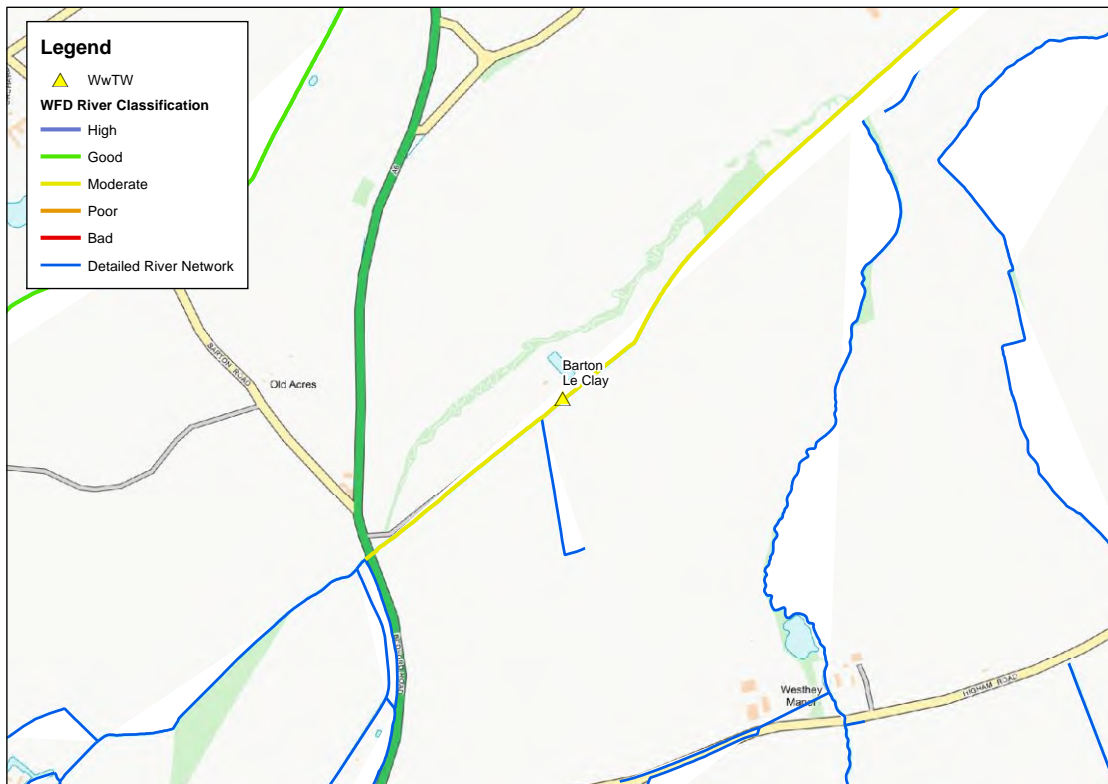 Legend
WwTW
WFD River Classification
High
Good
Moderate
Poor
Bad
Detailed River Network
A6
BARTON ROAD
Old Acres
Barton
Le Clay
Westhey
Manor
HIGHAM ROAD